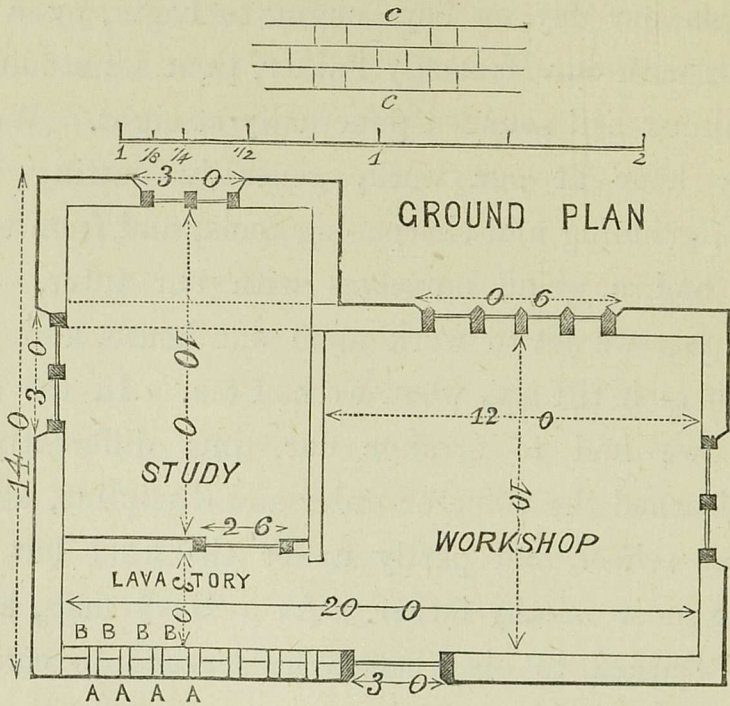 C
C
1 1/8 1/4 1/2 1 2
3 0
GROUND PLAN
0 6
3 0
14 0
10 0
12 0
10
STUDY
2-6
WORKSHOP
LAVATORY
20 0
B B B B
A A A A
3-0